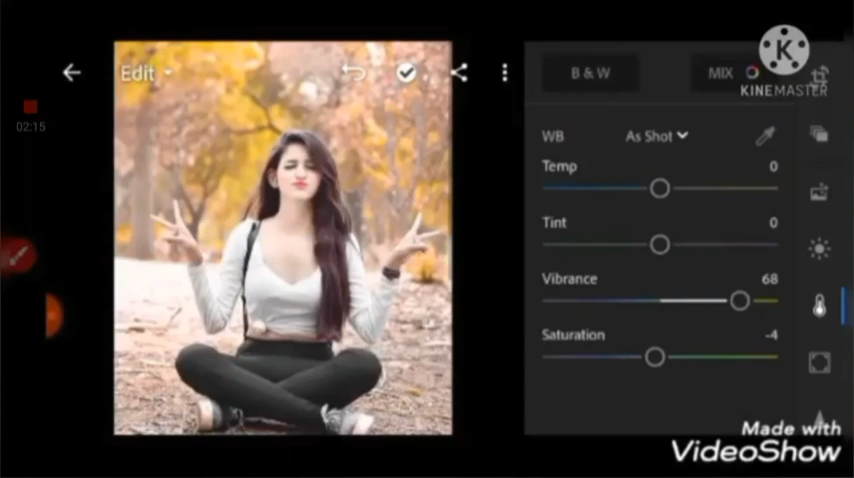 Edit
B & W
MIX
KINEMASTER
02:15
WB
As Shot
Temp
0
Tint
0
Vibrance
68
Saturation
-4
Made with
VideoShow